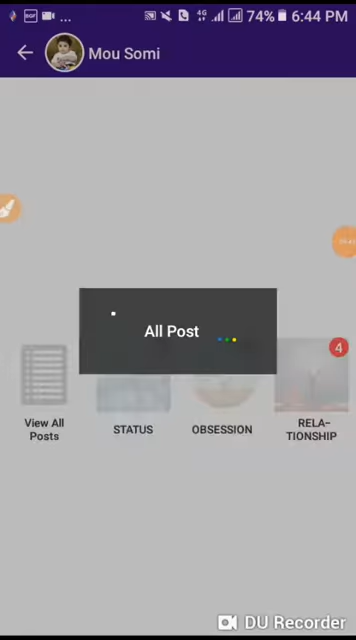 74% 6:44 PM
Mou Somi
All Post
4
View All
Posts
STATUS
OBSESSION
RELA-
TIONSHIP
DU Recorder